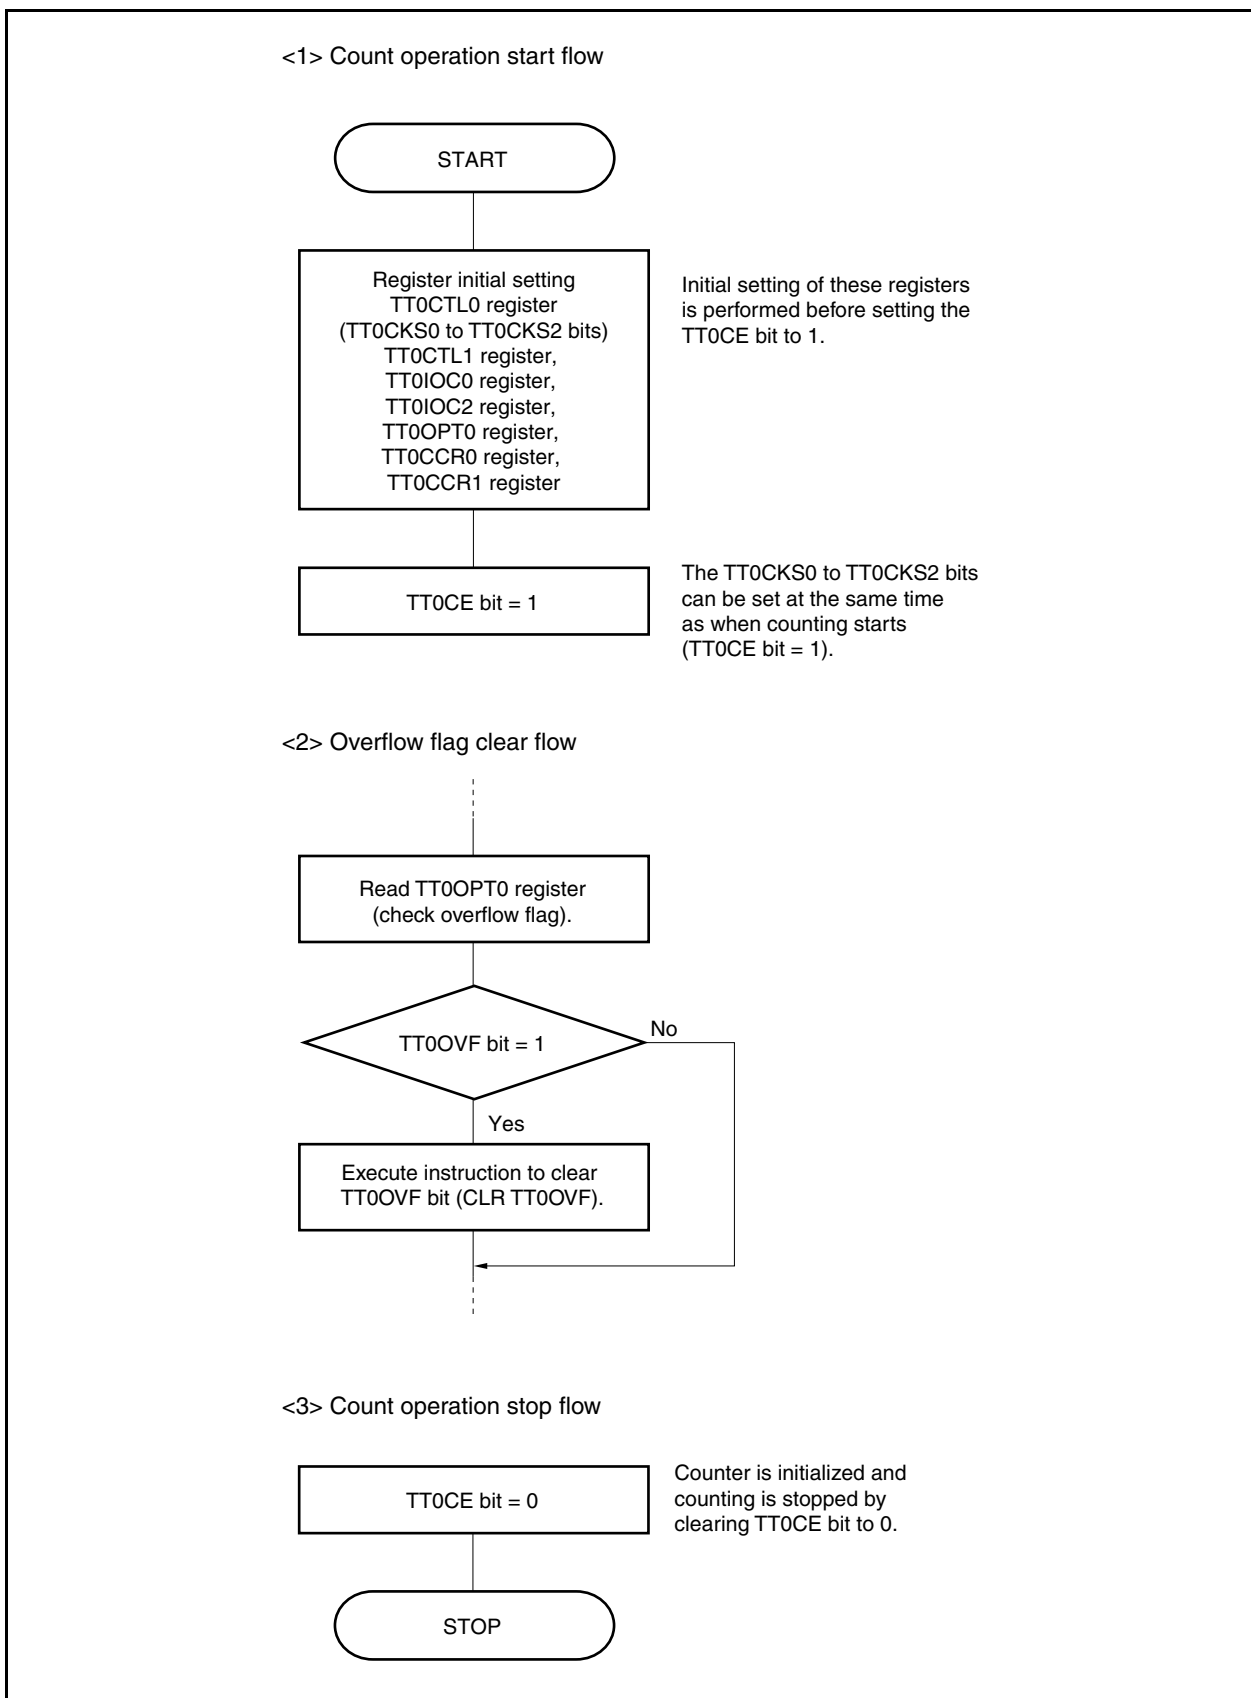 <1> Count operation start flow
START
Register initial setting
TT0CTL0 register
(TT0CKS0 to TT0CKS2 bits)
TT0CTL1 register,
TT0IOC0 register,
TT0IOC2 register,
TT0OPT0 register,
TT0CCR0 register,
TT0CCR1 register
Initial setting of these registers
is performed before setting the
TT0CE bit to 1.
TT0CE bit = 1
The TT0CKS0 to TT0CKS2 bits
can be set at the same time
as when counting starts
(TT0CE bit = 1).
<2> Overflow flag clear flow
Read TT0OPT0 register
(check overflow flag).
TT0OVF bit = 1
No
Yes
Execute instruction to clear
TT0OVF bit (CLR TT0OVF).
<3> Count operation stop flow
TT0CE bit = 0
Counter is initialized and
counting is stopped by
clearing TT0CE bit to 0.
STOP